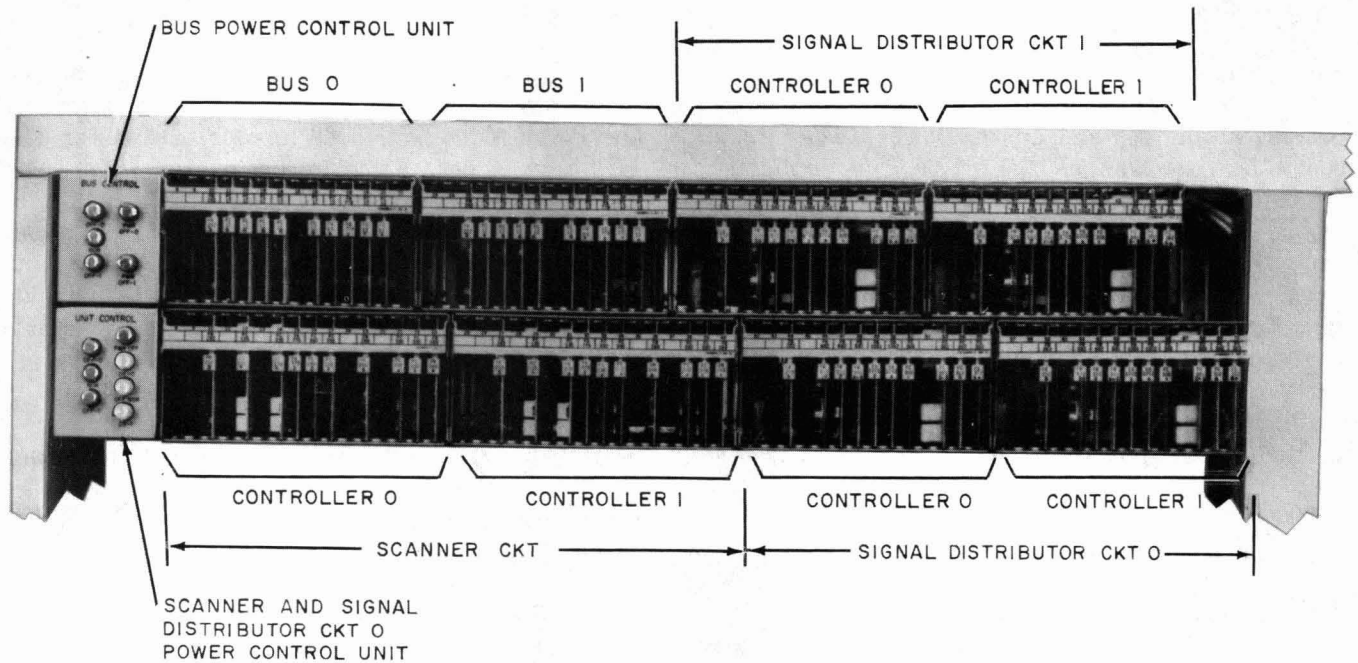 BUS POWER CONTROL UNIT
SIGNAL DISTRIBUTOR CKT 1
BUS 0
BUS 1
CONTROLLER 0
CONTROLLER 1
BUS CONTROL
UNIT CONTROL
CONTROLLER 0
CONTROLLER 1
CONTROLLER 0
CONTROLLER 1
SCANNER CKT
SIGNAL DISTRIBUTOR CKT 0
SCANNER AND SIGNAL
DISTRIBUTOR CKT 0
POWER CONTROL UNIT